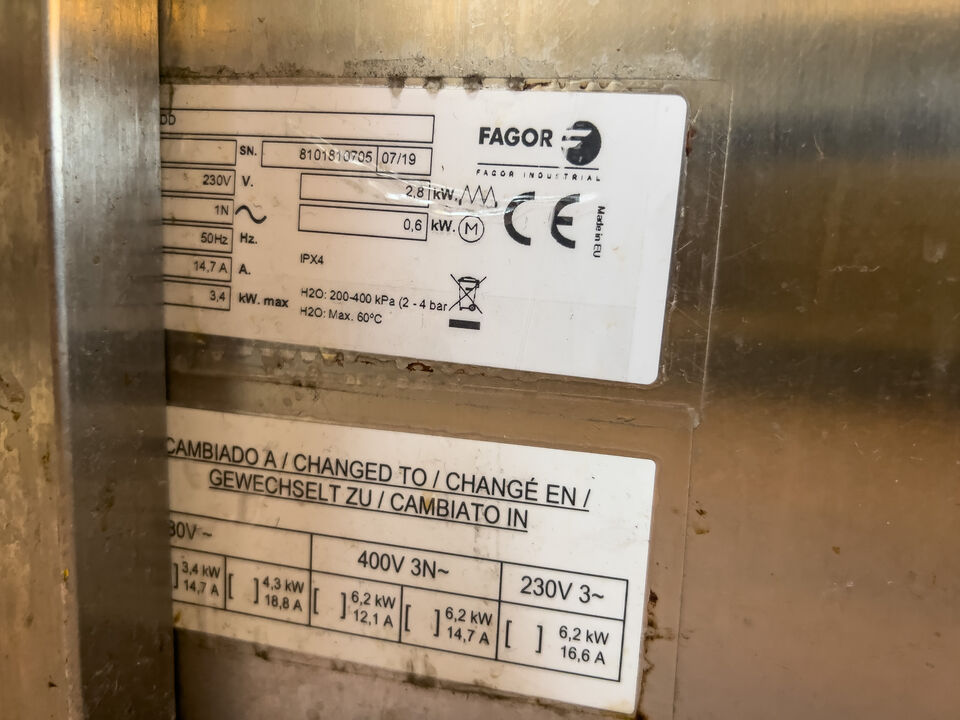 DD
FAGOR
FAGOR INDUSTRIAL
SN. 8101810705 07/19
230V V. 2,8 kW.
1N 0,6 kW. M
50Hz Hz.
14,7 A A. IPX4
3,4 kW. max H2O: 200-400 kPa (2 - 4 bar
H2O: Max. 60ºC
CE
Made in EU
CAMBIADO A / CHANGED TO / CHANGÉ EN /
GEWECHSELT ZU / CAMBIATO IN
30V ~ 400V 3N~ 230V 3~
] 3,4 kW [ ] 4,3 kW [ ] 6,2 kW [ ] 6,2 kW [ ] 6,2 kW
14,7 A 18,8 A 12,1 A 14,7 A 16,6 A